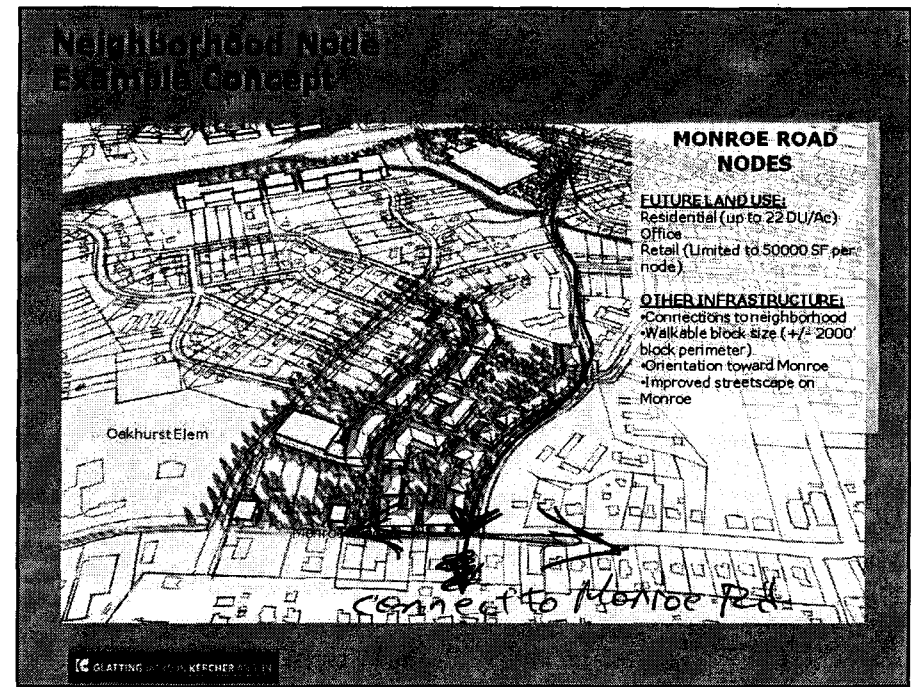 Neighborhood Node
Example Concept
MONROE ROAD
NODES
FUTURE LAND USE:
Residential (up to 22 DU/Ac)
Office
Retail (Limited to 50000 SF per
node)
OTHER INFRASTRUCTURE:
•Connections to neighborhood
•Walkable block size (+/- 2000'
block perimeter)
•Orientation toward Monroe
•Improved streetscape on
Monroe
Oakhurst Elem
Monroe
connect to Monroe Rd.
GLATTING KERCHER